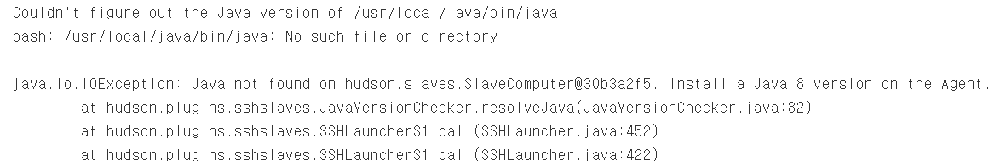 Couldn't figure out the Java version of /usr/local/java/bin/java
bash: /usr/local/java/bin/java: No such file or directory
java.io.IOException: Java not found on hudson.slaves.SlaveComputer@30b3a2f5. Install a Java 8 version on the Agent.
at hudson.plugins.sshslaves.JavaVersionChecker.resolveJava(JavaVersionChecker.java:82)
at hudson.plugins.sshslaves.SSHLauncher$1.call(SSHLauncher.java:452)
at hudson.plugins.sshslaves.SSHLauncher$1.call(SSHLauncher.java:422)